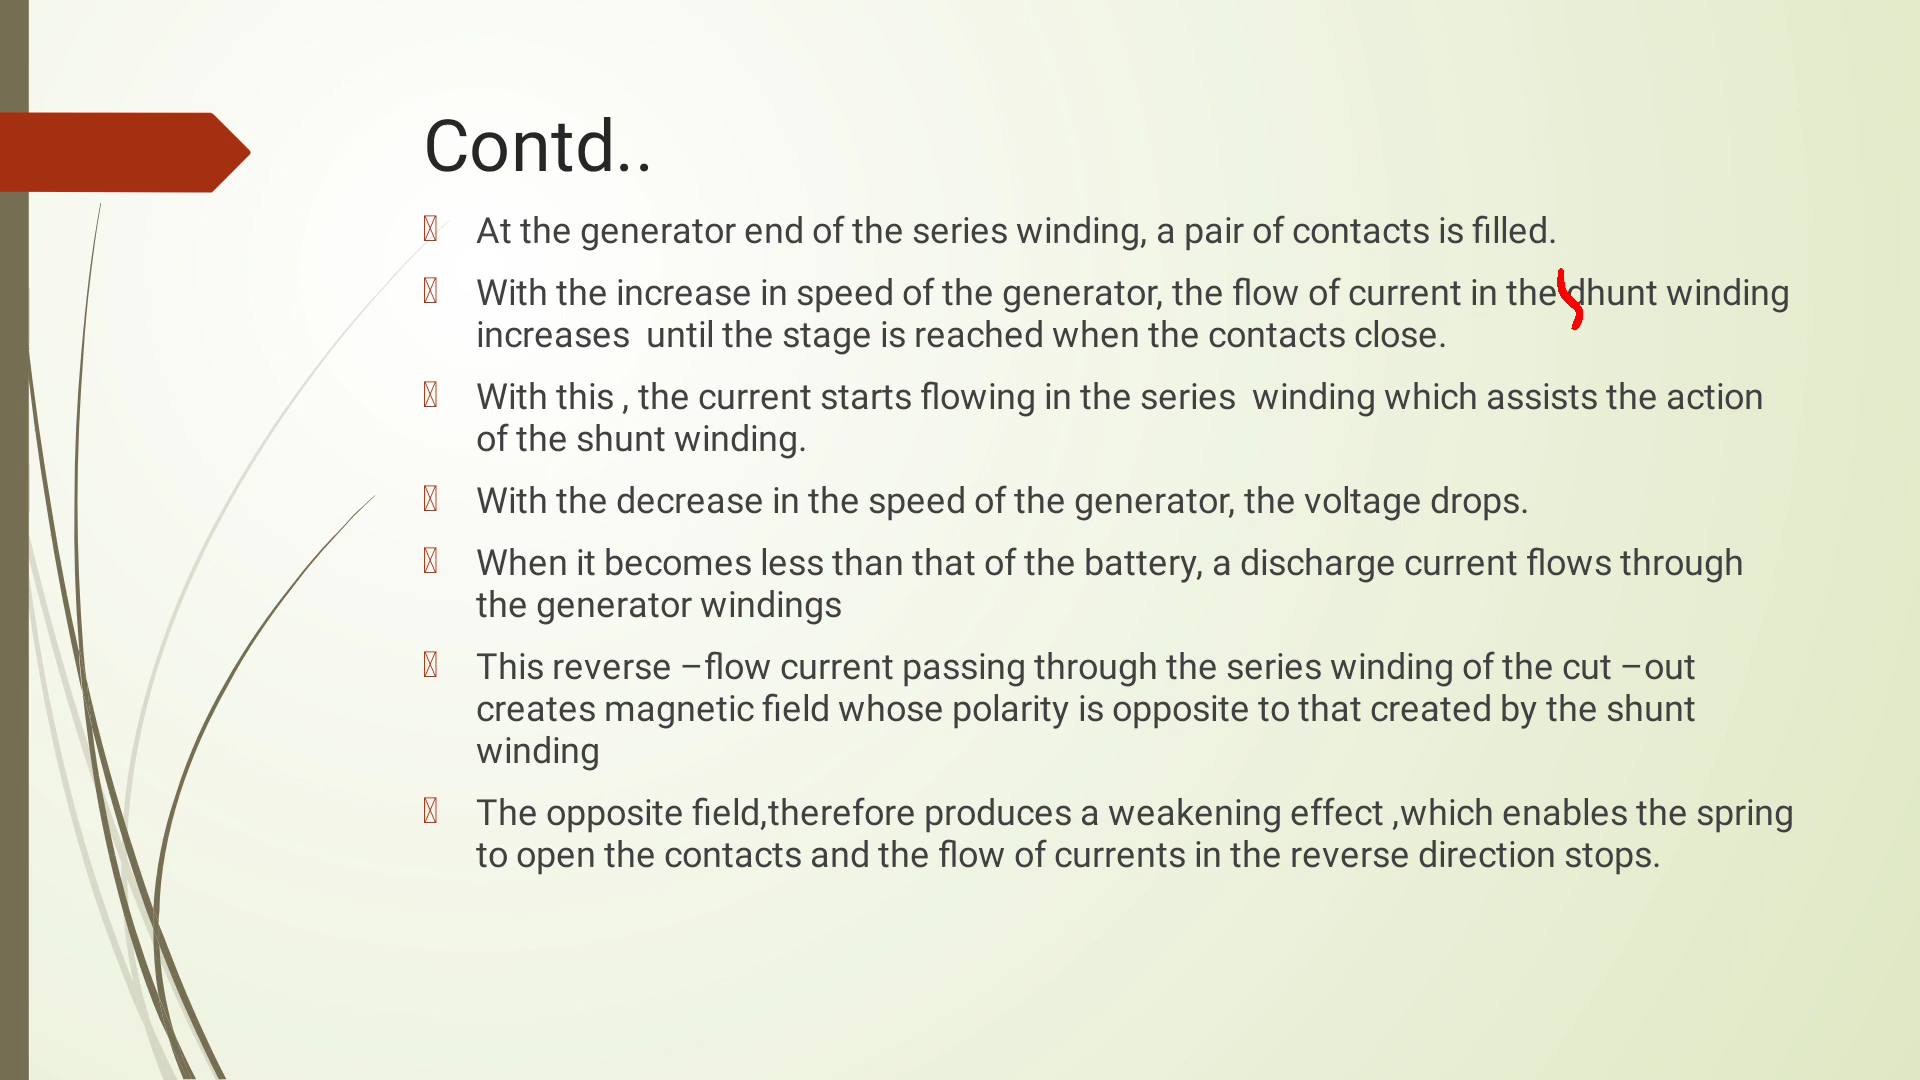 Contd..
At the generator end of the series winding, a pair of contacts is filled.
With the increase in speed of the generator, the flow of current in the dhunt winding
increases  until the stage is reached when the contacts close.
With this , the current starts flowing in the series  winding which assists the action
of the shunt winding.
With the decrease in the speed of the generator, the voltage drops.
When it becomes less than that of the battery, a discharge current flows through
the generator windings
This reverse –flow current passing through the series winding of the cut –out
creates magnetic field whose polarity is opposite to that created by the shunt
winding
The opposite field,therefore produces a weakening effect ,which enables the spring
to open the contacts and the flow of currents in the reverse direction stops.